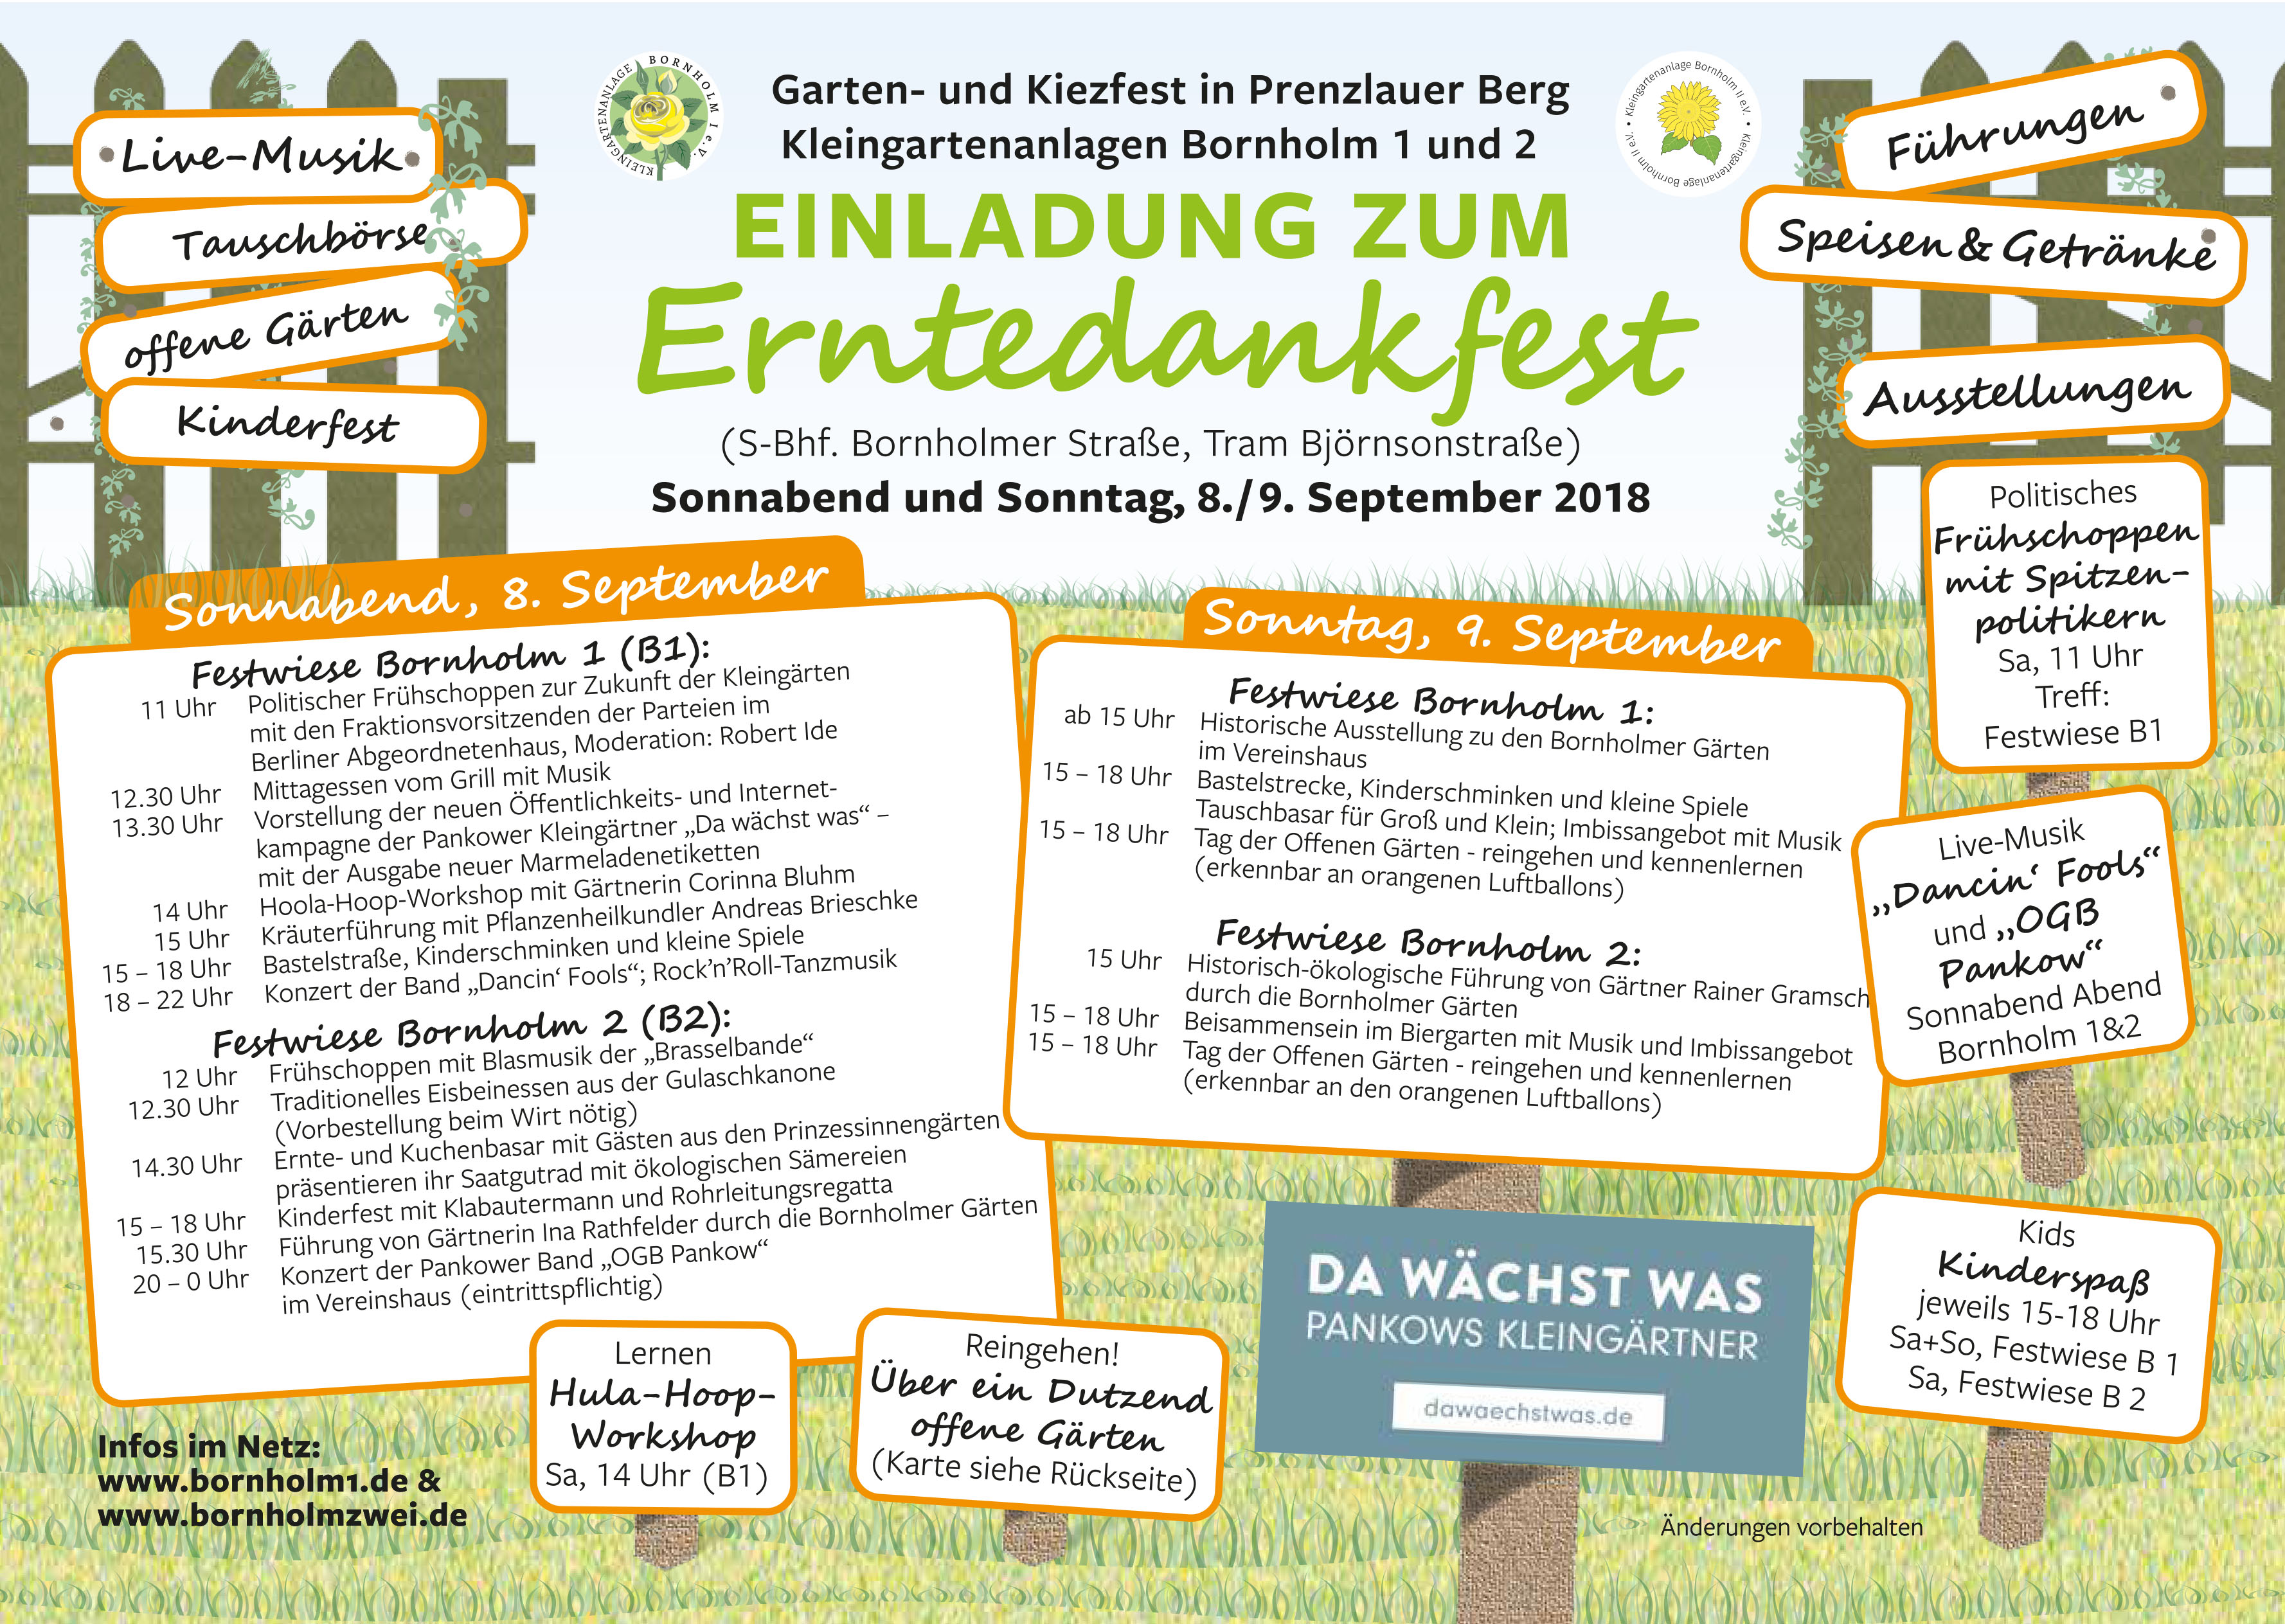 Live-Musik
Tauschbörse
offene Gärten
Kinderfest
KLEINGARTENANLAGE BORNHOLM I e.V.
Garten- und Kiezfest in Prenzlauer Berg
Kleingartenanlagen Bornholm 1 und 2
EINLADUNG ZUM
Erntedankfest
(S-Bhf. Bornholmer Straße, Tram Björnsonstraße)
Sonnabend und Sonntag, 8./9. September 2018
• Kleingartenanlage Bornholm II e.V. • Kleingartenanlage Bornholm II e.V.
Führungen
Speisen & Getränke
Ausstellungen
Politisches
Frühschoppen
mit Spitzen-
politikern
Sa, 11 Uhr
Treff:
Festwiese B1
Sonnabend, 8. September
Festwiese Bornholm 1 (B1):
11 Uhr Politischer Frühschoppen zur Zukunft der Kleingärten
mit den Fraktionsvorsitzenden der Parteien im
Berliner Abgeordnetenhaus, Moderation: Robert Ide
12.30 Uhr Mittagessen vom Grill mit Musik
13.30 Uhr Vorstellung der neuen Öffentlichkeits- und Internet-
kampagne der Pankower Kleingärtner „Da wächst was“ –
mit der Ausgabe neuer Marmeladenetiketten
14 Uhr Hoola-Hoop-Workshop mit Gärtnerin Corinna Bluhm
15 Uhr Kräuterführung mit Pflanzenheilkundler Andreas Brieschke
15 – 18 Uhr Bastelstraße, Kinderschminken und kleine Spiele
18 – 22 Uhr Konzert der Band „Dancin‘ Fools“; Rock’n’Roll-Tanzmusik
Festwiese Bornholm 2 (B2):
12 Uhr Frühschoppen mit Blasmusik der „Brasselbande“
12.30 Uhr Traditionelles Eisbeinessen aus der Gulaschkanone
(Vorbestellung beim Wirt nötig)
14.30 Uhr Ernte- und Kuchenbasar mit Gästen aus den Prinzessinnengärten
präsentieren ihr Saatgutrad mit ökologischen Sämereien
15 – 18 Uhr Kinderfest mit Klabautermann und Rohrleitungsregatta
15.30 Uhr Führung von Gärtnerin Ina Rathfelder durch die Bornholmer Gärten
20 – 0 Uhr Konzert der Pankower Band „OGB Pankow“
im Vereinshaus (eintrittspflichtig)
Sonntag, 9. September
Festwiese Bornholm 1:
ab 15 Uhr Historische Ausstellung zu den Bornholmer Gärten
im Vereinshaus
15 – 18 Uhr Bastelstrecke, Kinderschminken und kleine Spiele
Tauschbasar für Groß und Klein; Imbissangebot mit Musik
15 – 18 Uhr Tag der Offenen Gärten - reingehen und kennenlernen
(erkennbar an orangenen Luftballons)
Festwiese Bornholm 2:
15 Uhr Historisch-ökologische Führung von Gärtner Rainer Gramsch
durch die Bornholmer Gärten
15 – 18 Uhr Beisammensein im Biergarten mit Musik und Imbissangebot
15 – 18 Uhr Tag der Offenen Gärten - reingehen und kennenlernen
(erkennbar an den orangenen Luftballons)
Live-Musik
„Dancin‘ Fools“
und „OGB
Pankow“
Sonnabend Abend
Bornholm 1&2
Kids
Kinderspaß
jeweils 15-18 Uhr
Sa+So, Festwiese B 1
Sa, Festwiese B 2
DA WÄCHST WAS
PANKOWS KLEINGÄRTNER
dawaechstwas.de
Lernen
Hula-Hoop-
Workshop
Sa, 14 Uhr (B1)
Reingehen!
Über ein Dutzend
offene Gärten
(Karte siehe Rückseite)
Infos im Netz:
www.bornholm1.de &
www.bornholmzwei.de
Änderungen vorbehalten